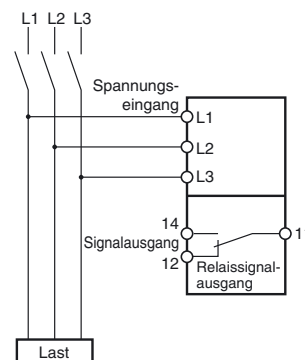 L1 L2 L3
Spannungs-
eingang
L1
L2
L3
14
Signalausgang
12
11
Relaissignal-
ausgang
Last